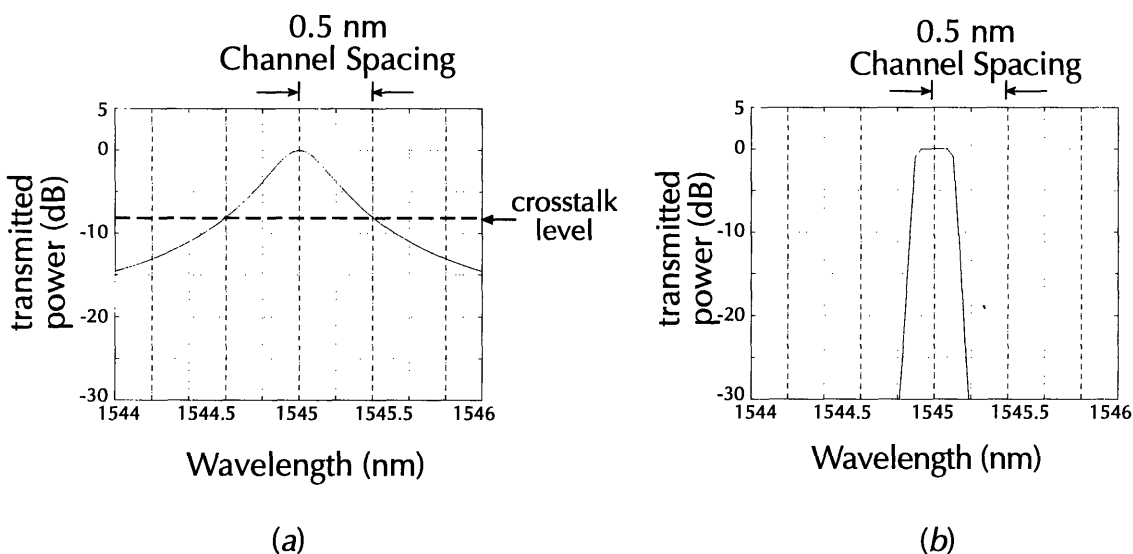 0.5 nm
Channel Spacing
5
0
-10
-20
-30
transmitted
power (dB)
crosstalk
level
1544
1544.5
1545
1545.5
1546
Wavelength (nm)
(a)
0.5 nm
Channel Spacing
5
0
-10
-20
-30
transmitted
power (dB)
1544
1544.5
1545
1545.5
1546
Wavelength (nm)
(b)